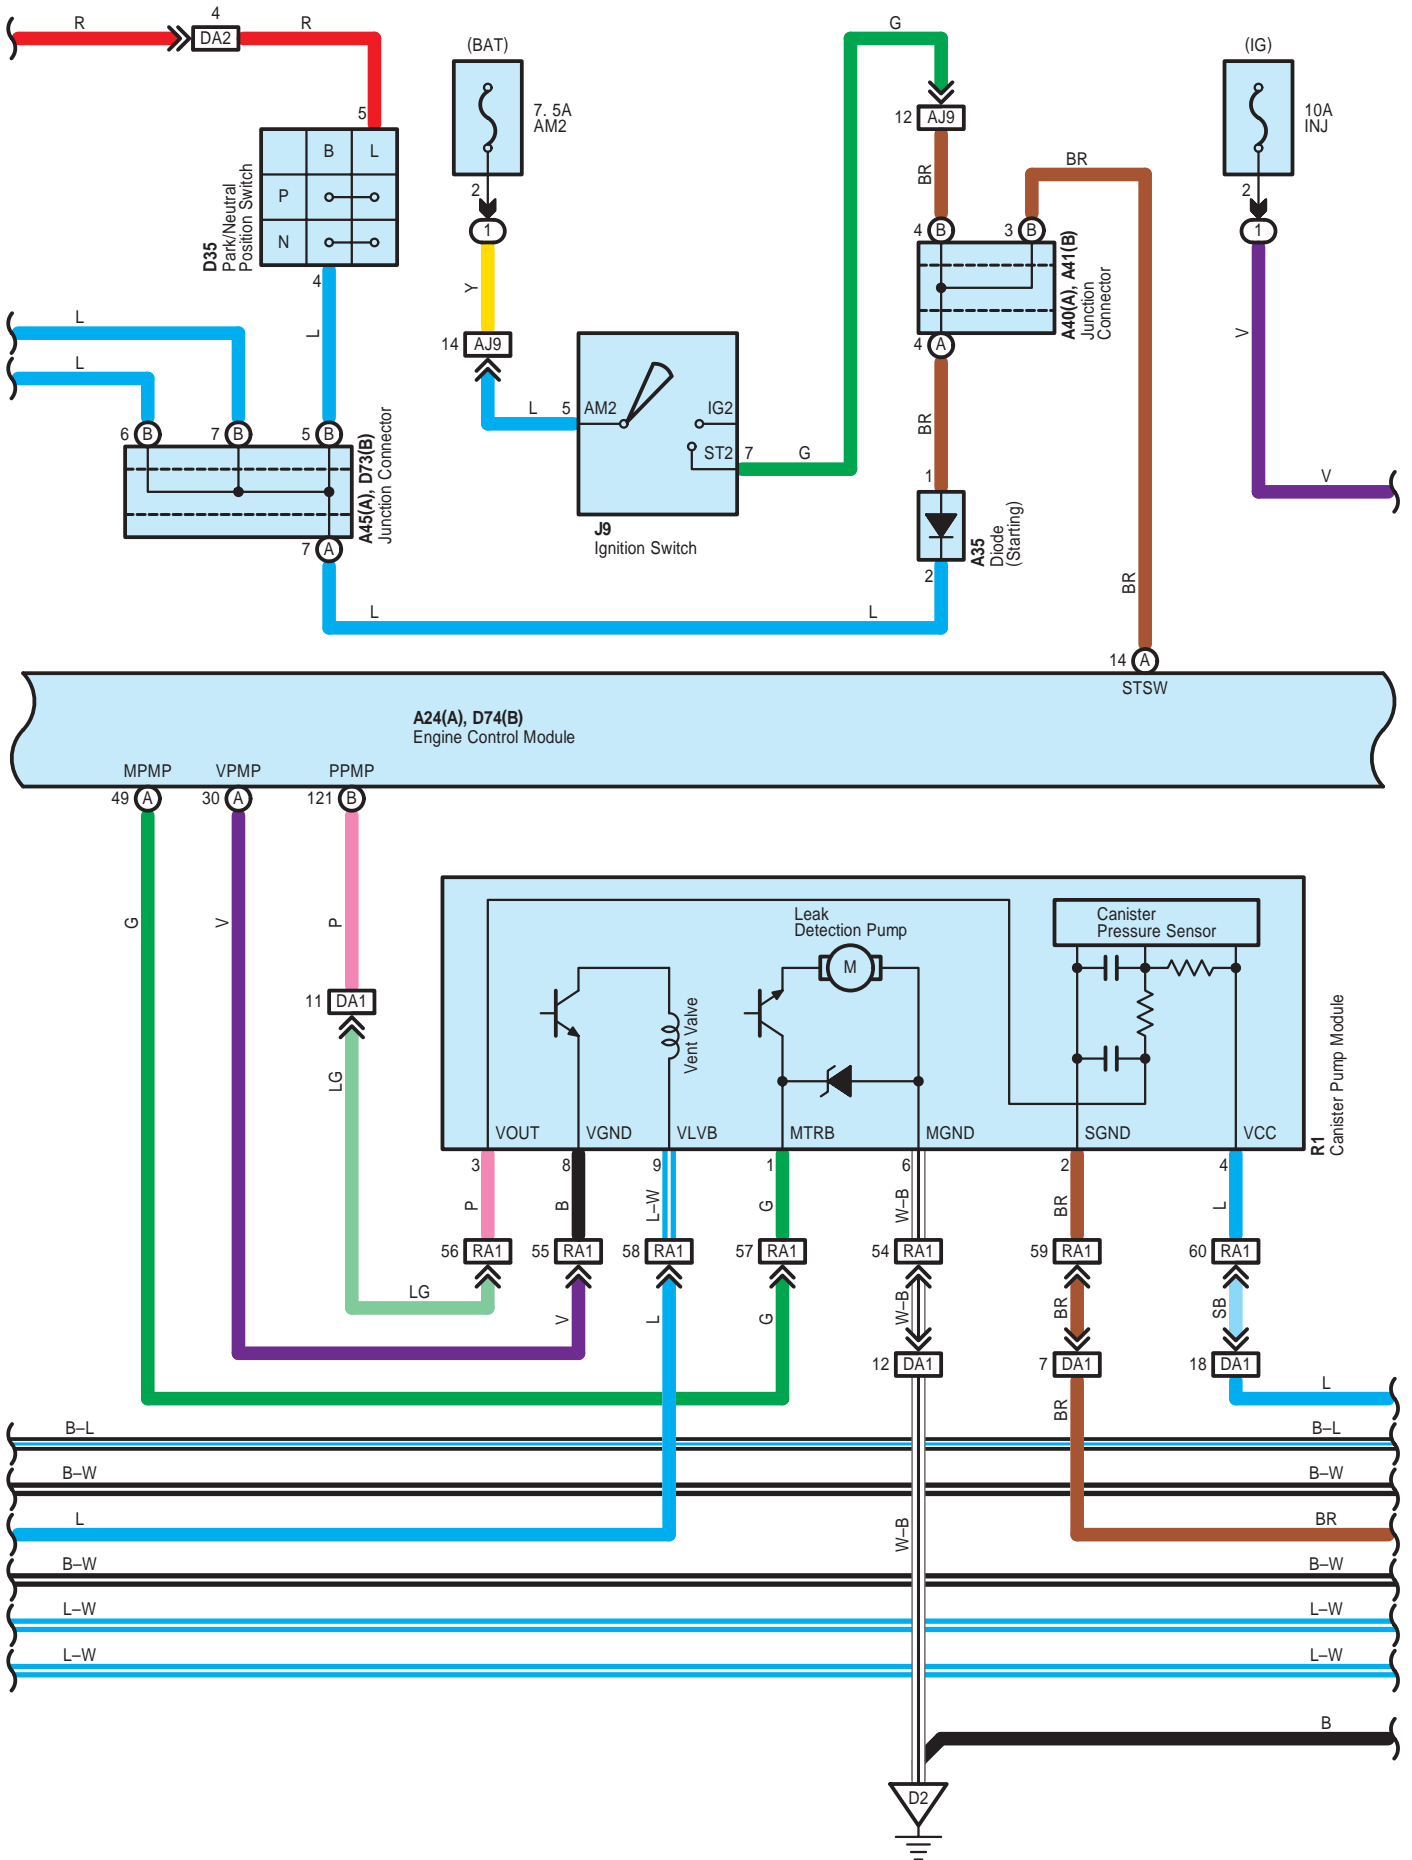 R
4
DA2
R
(BAT)
G
(IG)
7. 5A
AM2
10A
INJ
5
12 AJ9
B L
P
N
D35
Park/Neutral
Position Switch
2
1
BR
BR
2
1
4 B
3 B
A40(A), A41(B)
Junction
Connector
4
L
Y
L
L
14 AJ9
4 A
V
L 5 AM2
IG2
ST2 7 G
BR
6 B
7 B
5 B
A45(A), D73(B)
Junction Connector
1
V
J9
Ignition Switch
A35
Diode
(Starting)
7 A
2
BR
L
L
14 A
STSW
A24(A), D74(B)
Engine Control Module
MPMP
VPMP
PPMP
49 A
30 A
121 B
G
V
P
Leak
Detection Pump
M
Canister
Pressure Sensor
11 DA1
Vent Valve
LG
R1
Canister Pump Module
VOUT
VGND
VLVB
MTRB
MGND
SGND
VCC
3
8
9
1
6
2
4
P
B
L–W
G
W–B
BR
L
56 RA1
55 RA1
58 RA1
57 RA1
54 RA1
59 RA1
60 RA1
LG
V
L
G
W–B
BR
SB
12 DA1
7 DA1
18 DA1
L
BR
B–L
B–L
B–W
B–W
L
BR
W–B
B–W
B–W
L–W
L–W
L–W
L–W
B
D2